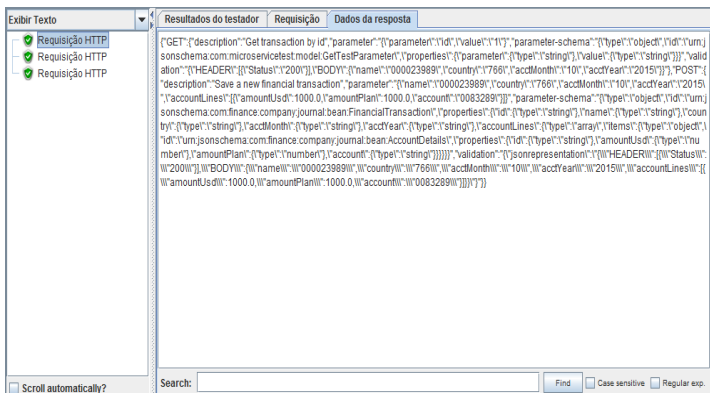 Exibir Texto
Requisição HTTP
Requisição HTTP
Requisição HTTP
Scroll automatically?
Resultados do testador Requisição Dados da resposta
{"GET":{"description":"Get transaction by id","parameter":"{\"parameter\":\"id\",\"value\":\"1\"}","parameter-schema":"{\"type\":\"object\",\"id\":\"urn:j
sonschema:com:microservicetest:model:GetTestParameter\",\"properties\":{\"parameter\":{\"type\":\"string\"},\"value\":{\"type\":\"string\"}}}","valid
ation":"{\"HEADER\":[{\"Status\":\"200\"}],\"BODY\":{\"name\":\"000023989\",\"country\":\"766\",\"acctMonth\":\"10\",\"acctYear\":\"2015\"}}"},"POST":{
"description":"Save a new financial transaction","parameter":"{\"name\":\"000023989\",\"country\":\"766\",\"acctMonth\":\"10\",\"acctYear\":\"2015\
",\"accountLines\":[{\"amountUsd\":1000.0,\"amountPlan\":1000.0,\"account\":\"0083289\"}]}","parameter-schema":"{\"type\":\"object\",\"id\":\"urn:j
sonschema:com:finance:company:journal:bean:FinancialTransaction\",\"properties\":{\"id\":{\"type\":\"string\"},\"name\":{\"type\":\"string\"},\"coun
try\":{\"type\":\"string\"},\"acctMonth\":{\"type\":\"string\"},\"acctYear\":{\"type\":\"string\"},\"accountLines\":{\"type\":\"array\",\"items\":{\"type\":\"object\",\
"id\":\"urn:jsonschema:com:finance:company:journal:bean:AccountDetails\",\"properties\":{\"id\":{\"type\":\"string\"},\"amountUsd\":{\"type\":\"nu
mber\"},\"amountPlan\":{\"type\":\"number\"},\"account\":{\"type\":\"string\"}}}}}}","validation":"{\"jsonrepresentation\":\"{\\\"HEADER\\\":[{\\\"Status\\\":
\\\"200\\\"}],\\\"BODY\\\":{\\\"name\\\":\\\"000023989\\\",\\\"country\\\":\\\"766\\\",\\\"acctMonth\\\":\\\"10\\\",\\\"acctYear\\\":\\\"2015\\\",\\\"accountLines\\\":[{
\\\"amountUsd\\\":1000.0,\\\"amountPlan\\\":1000.0,\\\"account\\\":\\\"0083289\\\"}]}}\"}"}}
Search: Find Case sensitive Regular exp.